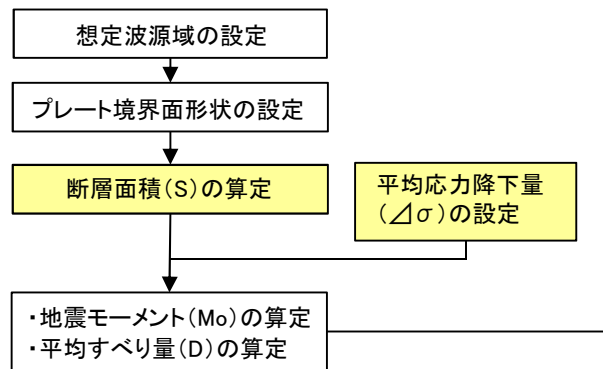 想定波源域の設定
プレート境界面形状の設定
断層面積(S)の算定
平均応力降下量
(⊿σ)の設定
・地震モーメント(Mo)の算定
・平均すべり量(D)の算定